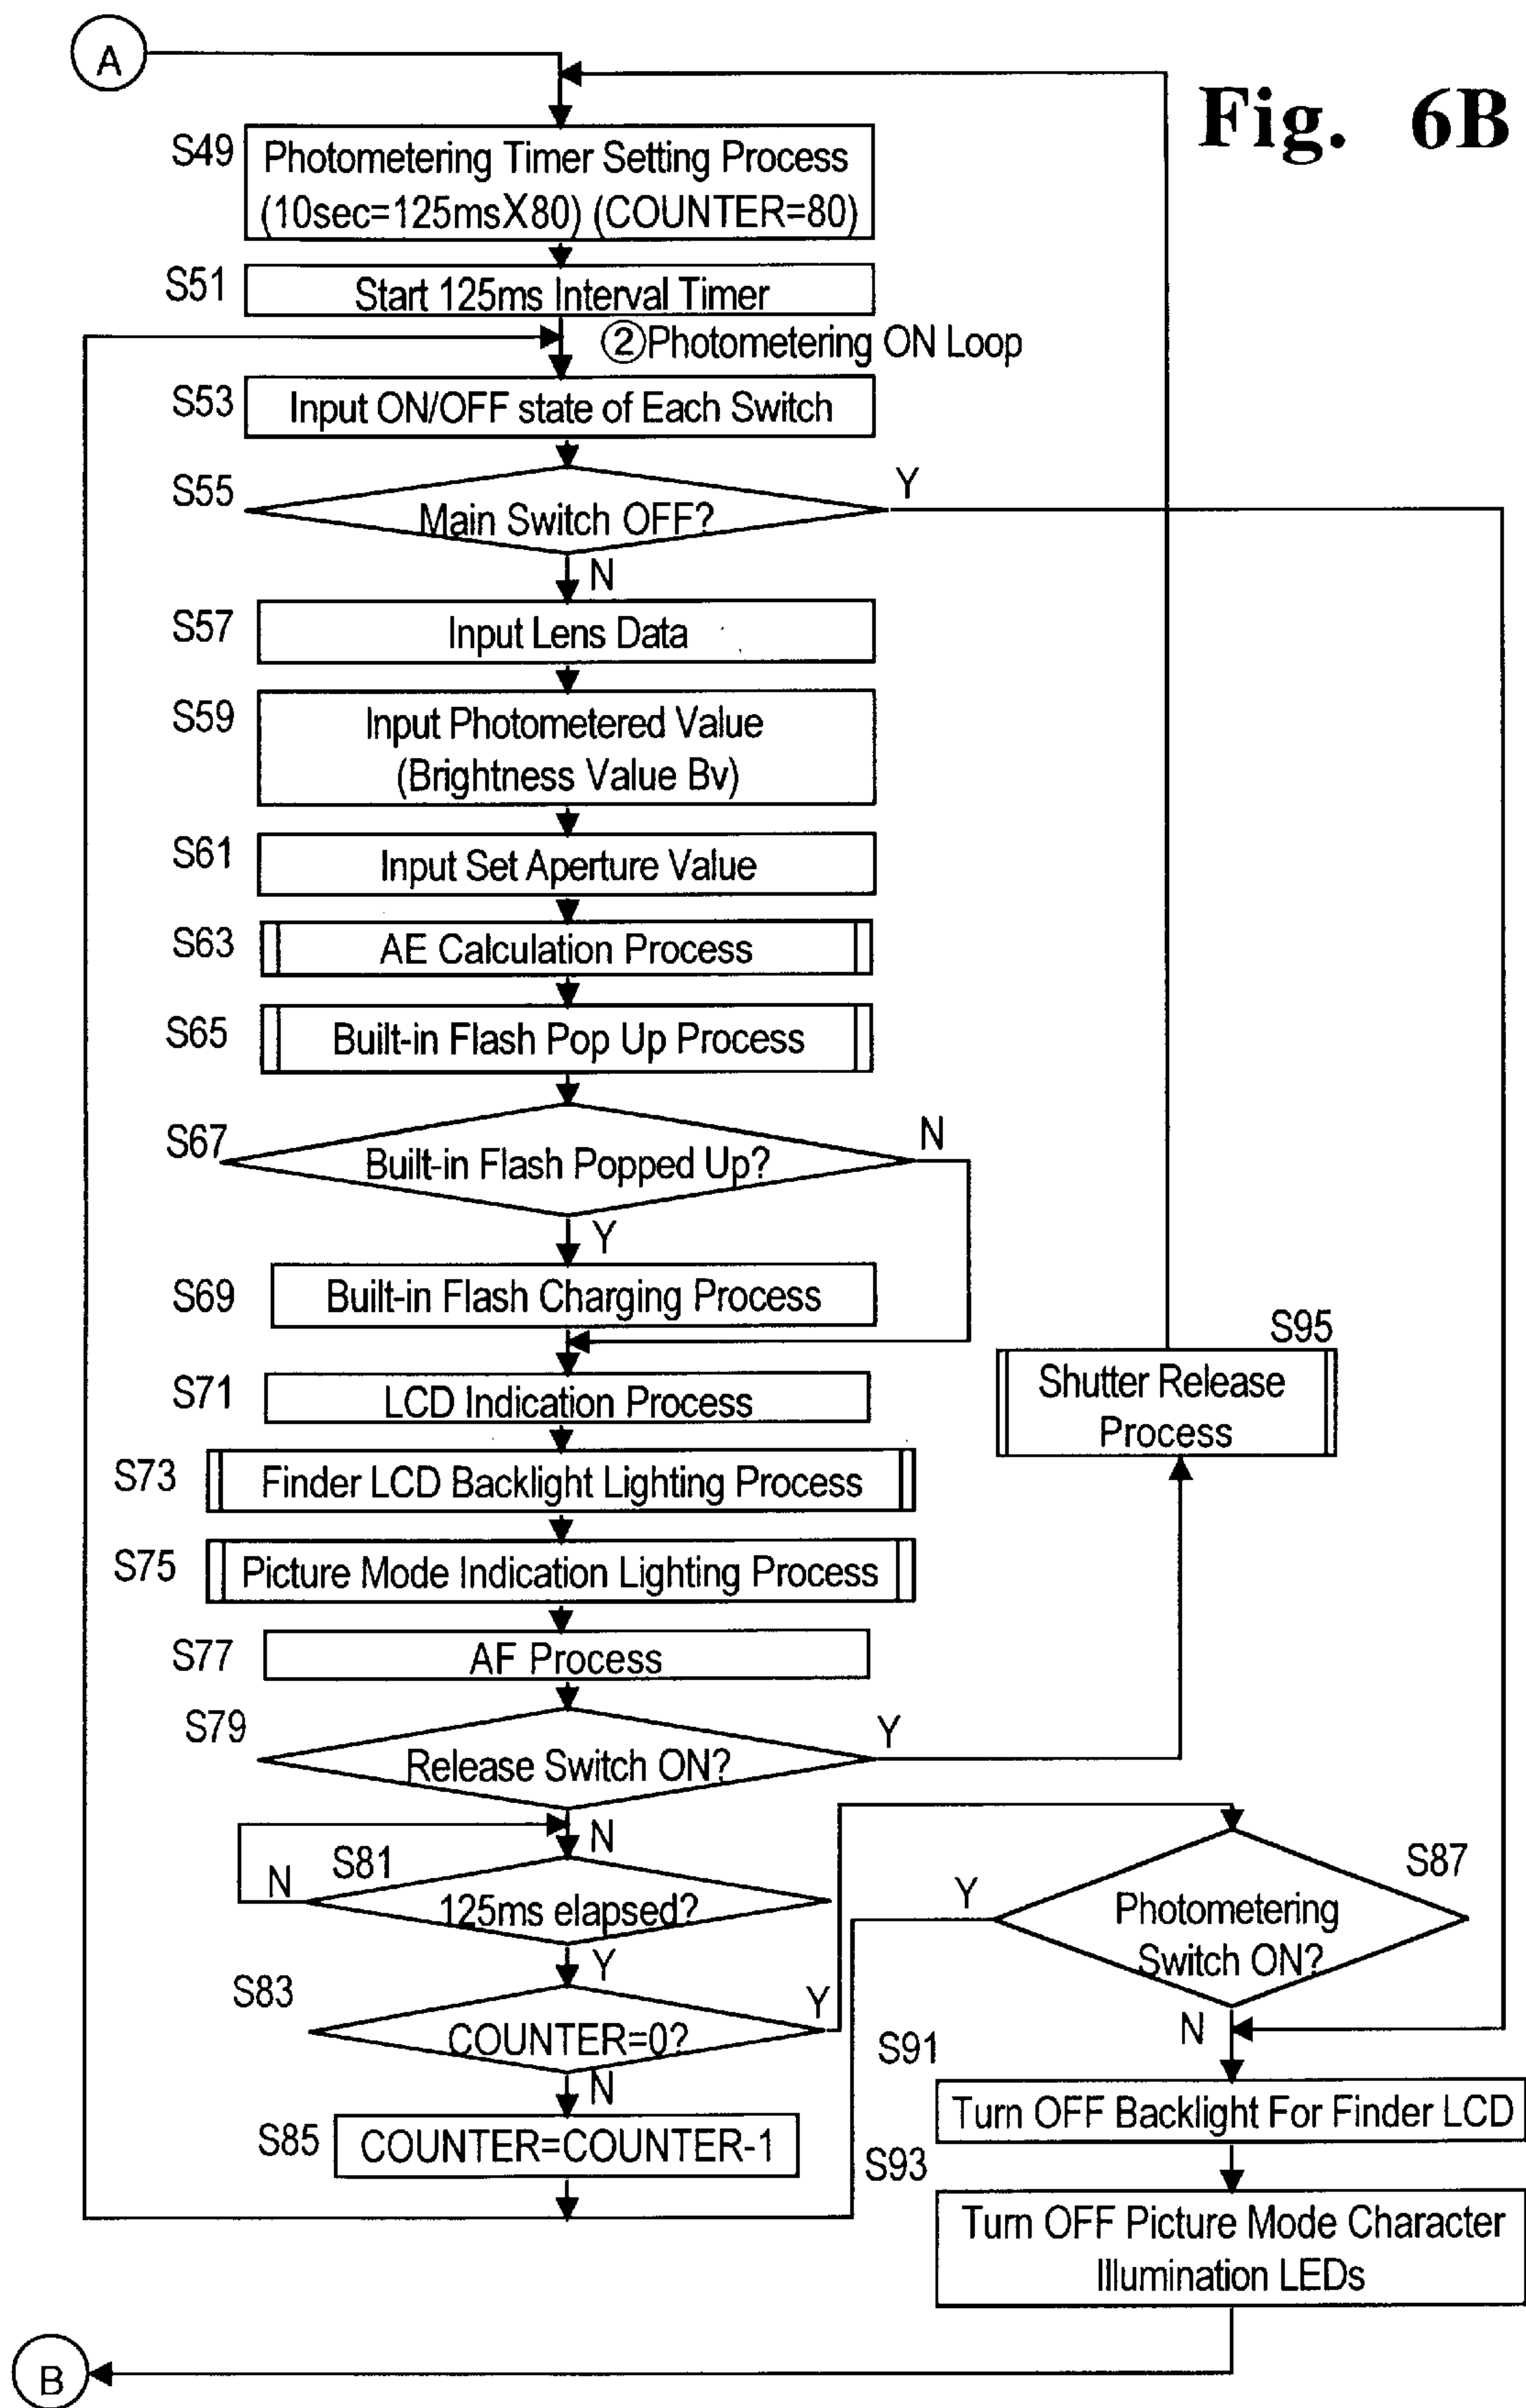 A
Fig. 6B
S49
Photometering Timer Setting Process
(10sec=125msX80) (COUNTER=80)
S51
Start 125ms Interval Timer
②Photometering ON Loop
S53
Input ON/OFF state of Each Switch
S55
Main Switch OFF?
Y
N
S57
Input Lens Data
S59
Input Photometered Value
(Brightness Value Bv)
S61
Input Set Aperture Value
S63
AE Calculation Process
S65
Built-in Flash Pop Up Process
S67
Built-in Flash Popped Up?
N
Y
S69
Built-in Flash Charging Process
S95
Shutter Release
Process
S71
LCD Indication Process
S73
Finder LCD Backlight Lighting Process
S75
Picture Mode Indication Lighting Process
S77
AF Process
S79
Release Switch ON?
Y
N
S81
N
125ms elapsed?
Y
S87
Y
Photometering
Switch ON?
N
S83
COUNTER=0?
Y
N
S85
COUNTER=COUNTER-1
S91
Turn OFF Backlight For Finder LCD
S93
Turn OFF Picture Mode Character
Illumination LEDs
B